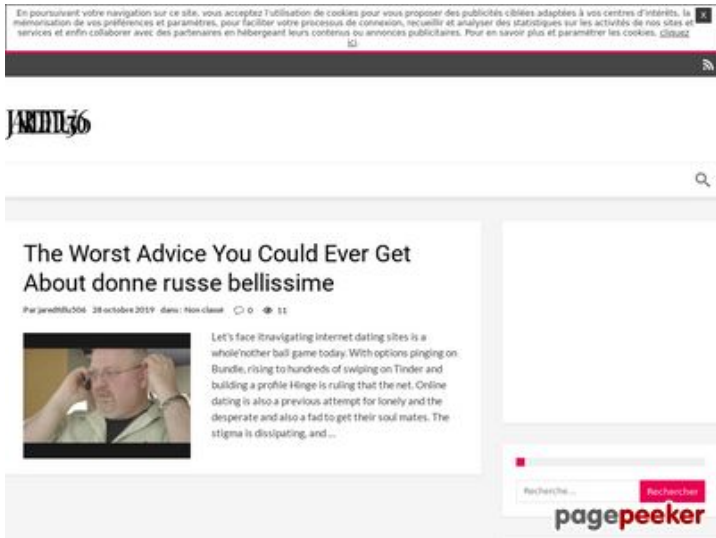 En poursuivant votre navigation sur ce site, vous acceptez l'utilisation de cookies pour vous proposer des publicités ciblées adaptées à vos centres d'intérêts, la
mémorisation de vos préférences et paramètres, pour faciliter votre processus de connexion, recueillir et analyser des statistiques sur les activités de nos sites et
services et enfin collaborer avec des partenaires en hébergeant leurs contenus ou annonces publicitaires. Pour en savoir plus et paramétrer les cookies, cliquez
ici
X
The Worst Advice You Could Ever Get
About donne russe bellissime
Par jaredtillu506 28 octobre 2019 dans : Non classé 0 11
Let's face itnavigating internet dating sites is a
whole'nother ball game today. With options pinging on
Bundle, rising to hundreds of swiping on Tinder and
building a profile Hinge is ruling that the net. Online
dating is also a previous attempt for lonely and the
desperate and also a fad to get their soul mates. The
stigma is dissipating, and ...
Recherche...
Rechercher
pagepeeker